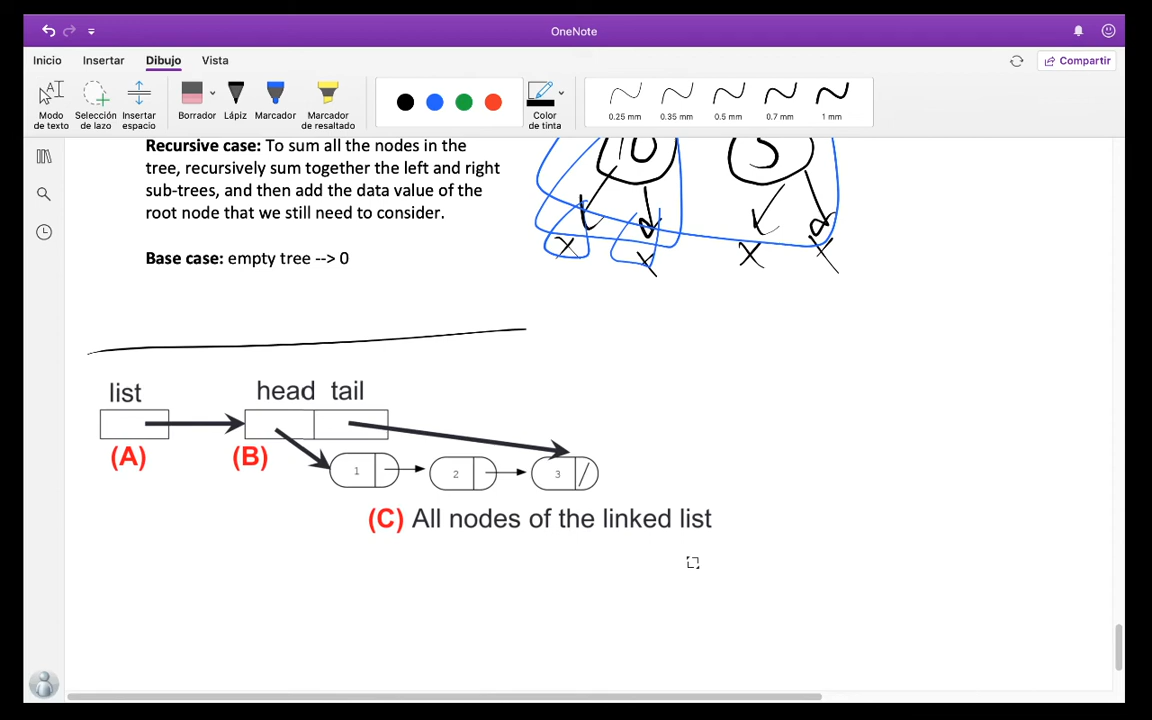 OneNote
Inicio Insertar Dibujo Vista Compartir
Modo de texto
Selección de lazo
Insertar espacio
Borrador
Lápiz
Marcador
Marcador de resaltado
Color de tinta
0.25 mm 0.35 mm 0.5 mm 0.7 mm 1 mm
Recursive case: To sum all the nodes in the
tree, recursively sum together the left and right
sub-trees, and then add the data value of the
root node that we still need to consider.
Base case: empty tree --> 0
10 5
x x x x
list head tail
(A) (B)
1 2 3
(C) All nodes of the linked list